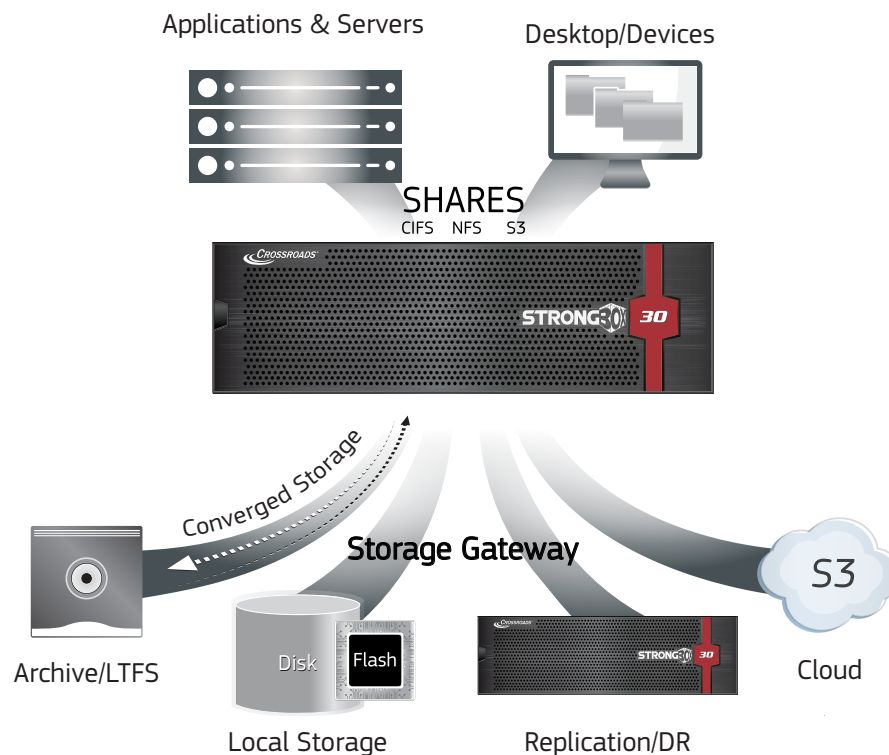 Applications & Servers
Desktop/Devices
SHARES
CIFS NFS S3
CROSSROADS
STRONGBOX 30
Converged Storage
Storage Gateway
S3
CROSSROADS
STRONGBOX 30
Disk
Flash
Archive/LTFS
Cloud
Local Storage
Replication/DR